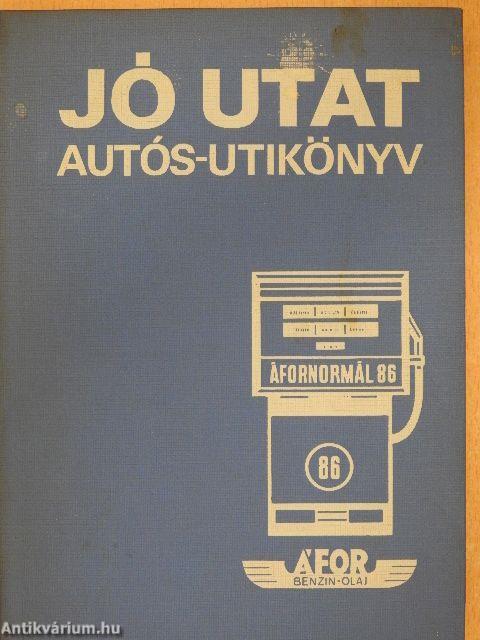 JÓ UTAT
AUTÓS-UTIKÖNYV
ÁFORNORMÁL 86
86
ÁFOR
BENZIN-OLAJ
Antikvárium.hu